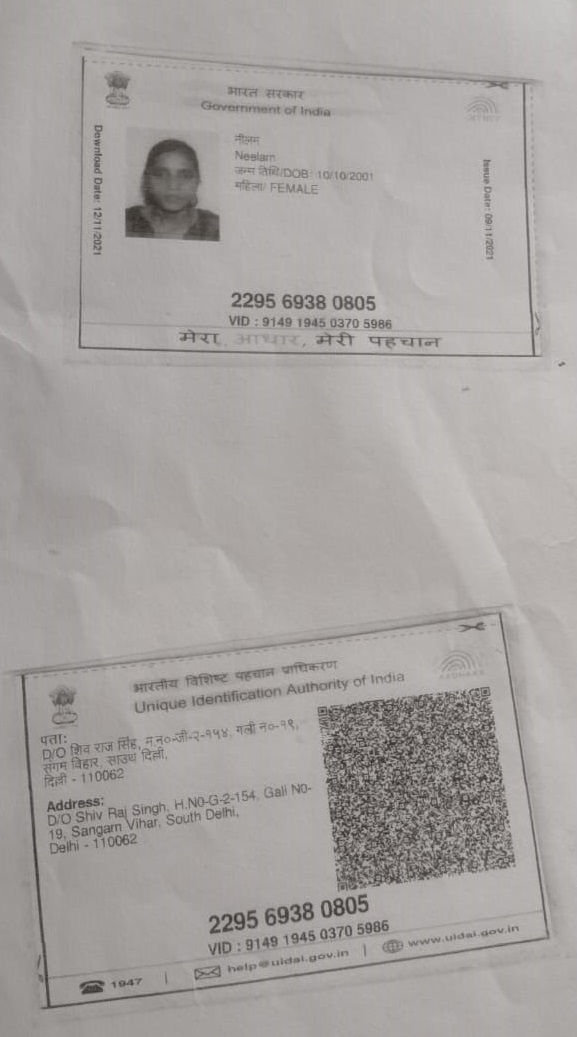 भारत सरकार
Government of India
Download Date: 12/11/2021
नीलम
Neelam
जन्म तिथि/DOB: 10/10/2001
महिला/ FEMALE
Issue Date: 09/11/2021
2295 6938 0805
VID : 9149 1945 0370 5986
मेरा आधार, मेरी पहचान
भारतीय विशिष्ट पहचान प्राधिकरण
Unique Identification Authority of India
AADHAAR
पता:
D/O शिव राज सिंह, म.न०-जी-२-१५४, गली न०-१९,
संगम विहार, साउथ दिल्ली,
दिल्ली - 110062
Address:
D/O Shiv Raj Singh, H.N0-G-2-154, Gali N0-
19, Sangam Vihar, South Delhi,
Delhi - 110062
2295 6938 0805
VID : 9149 1945 0370 5986
1947 | help@uidai.gov.in | www.uidai.gov.in